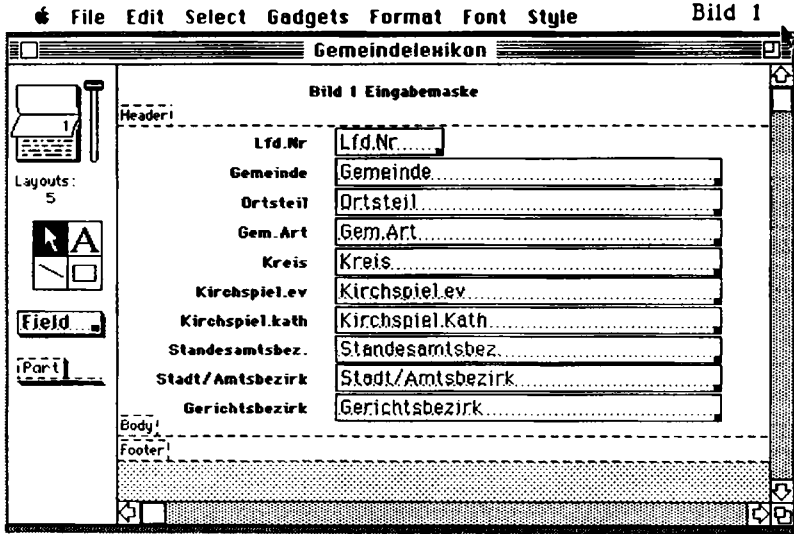 File Edit Select Gadgets Format Font Style Bild 1
Gemeindelexikon
Bild 1 Eingabemaske
Header
1
Layouts:
5
Lfd.Nr Lfd.Nr
Gemeinde Gemeinde
Ortsteil Ortsteil
Gem.Art Gem.Art
Kreis Kreis
Kirchspiel.ev Kirchspiel.ev
Kirchspiel.kath Kirchspiel.Kath
Standesamtsbez. Standesamtsbez.
Stadt/Amtsbezirk Stadt/Amtsbezirk
Gerichtsbezirk Gerichtsbezirk
A
Field
Part
Body
Footer